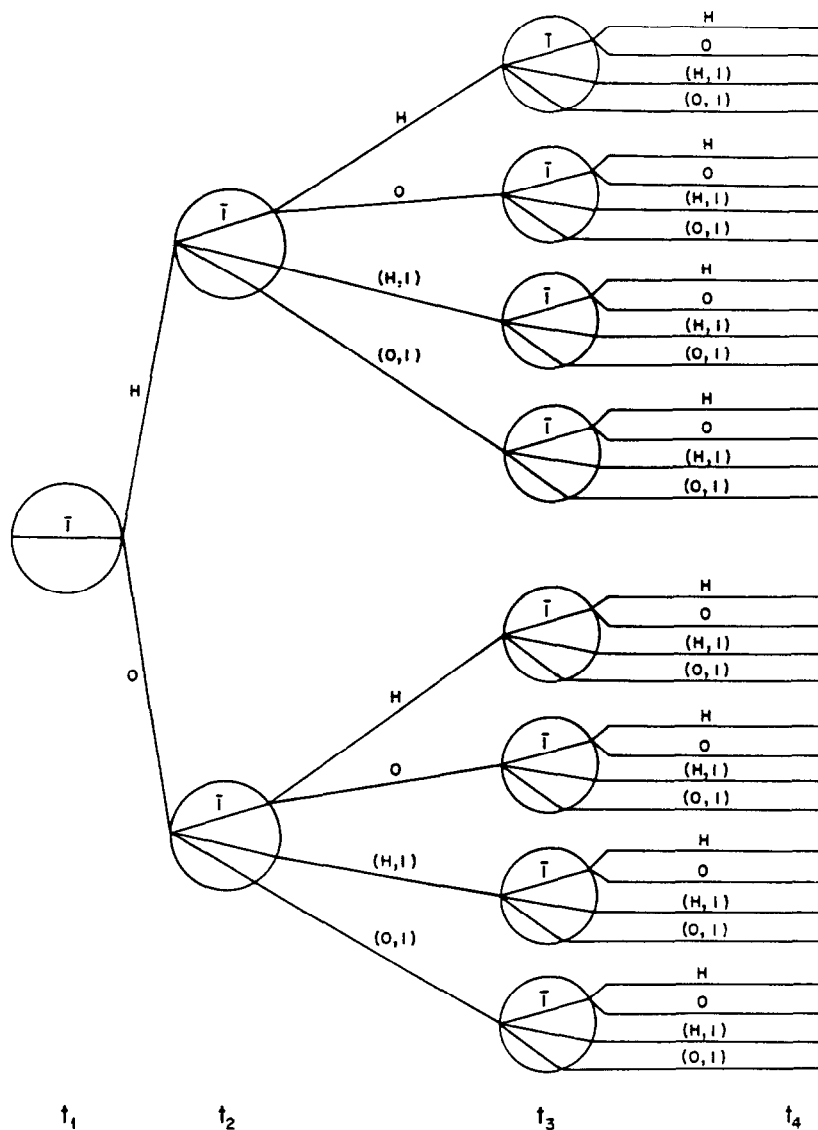 Ī
H
O
(H,1)
(O,1)
H
Ī
H
O
(H,1)
(O,1)
Ī
O
(H,1)
Ī
H
O
(H,1)
(O,1)
(O,1)
H
Ī
H
O
(H,1)
(O,1)
Ī
Ī
H
O
(H,1)
(O,1)
O
H
Ī
H
O
(H,1)
(O,1)
Ī
O
(H,1)
Ī
H
O
(H,1)
(O,1)
(O,1)
Ī
H
O
(H,1)
(O,1)
t₁ t₂ t₃ t₄